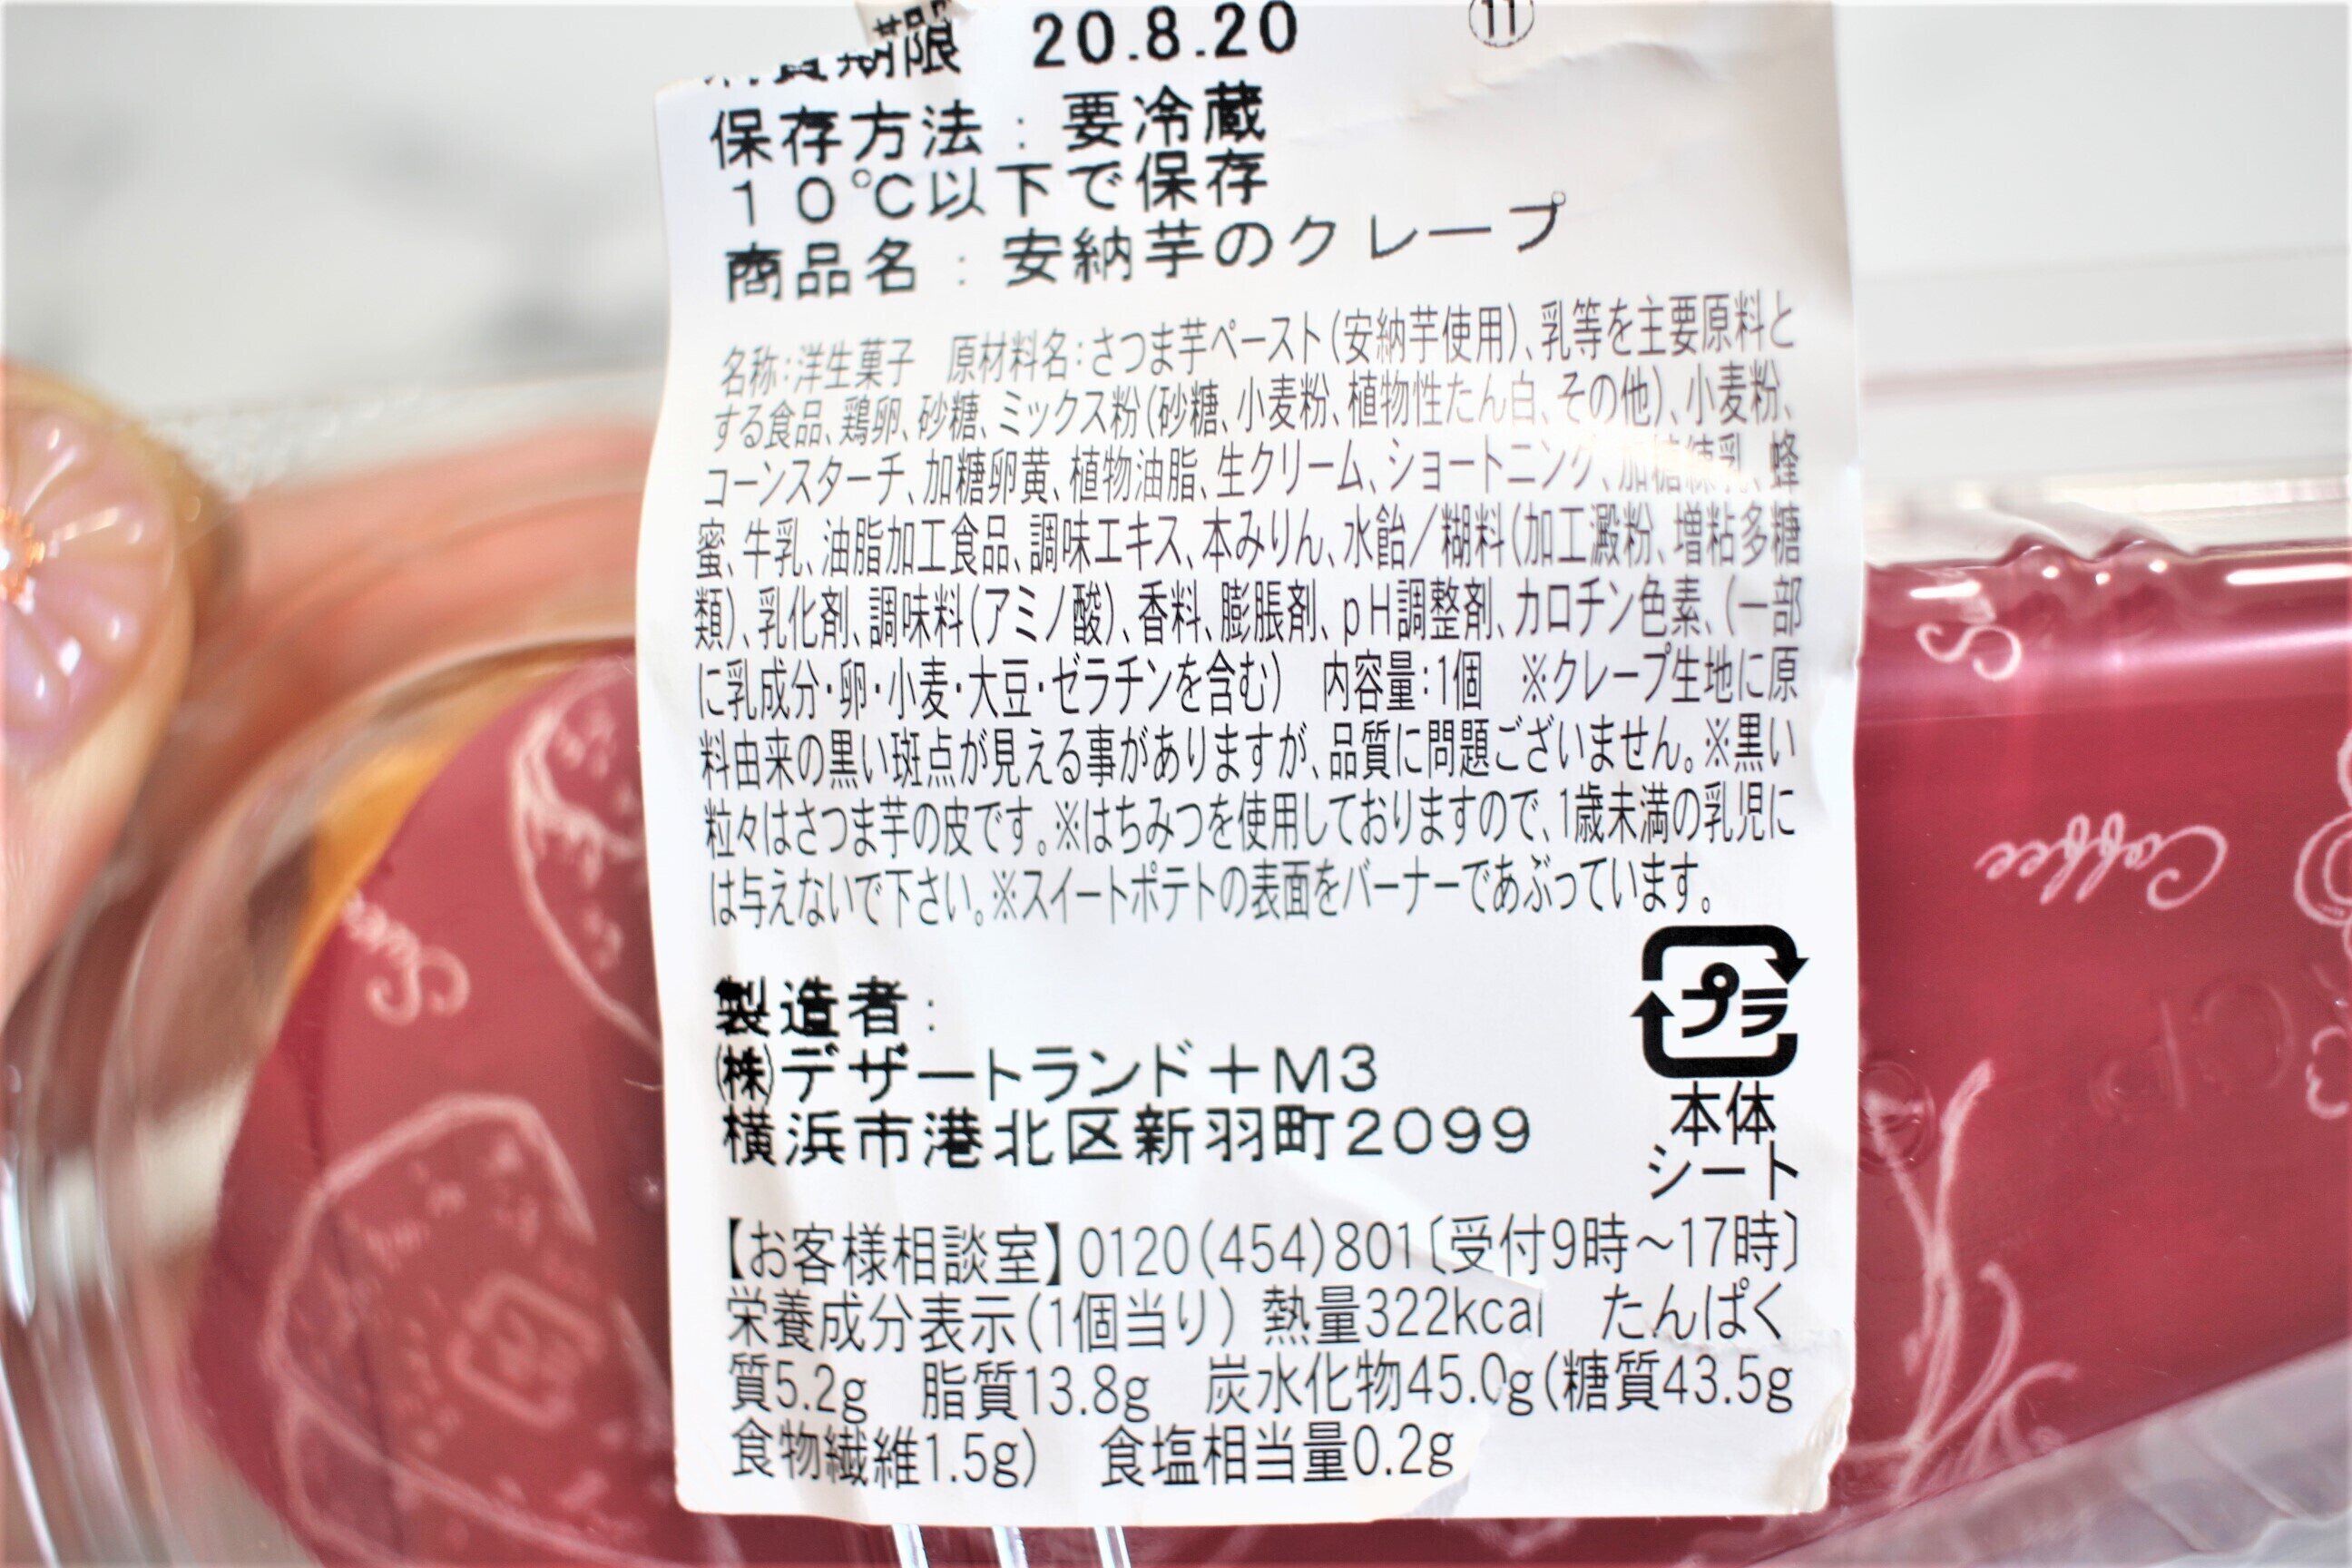 消費期限 20.8.20 ⑪
保存方法:要冷蔵
10℃以下で保存
商品名:安納芋のクレープ
名称:洋生菓子 原材料名:さつま芋ペースト(安納芋使用)、乳等を主要原料と
する食品、鶏卵、砂糖、ミックス粉(砂糖、小麦粉、植物性たん白、その他)、小麦粉、
コーンスターチ、加糖卵黄、植物油脂、生クリーム、ショートニング、加糖練乳、蜂
蜜、牛乳、油脂加工食品、調味エキス、本みりん、水飴/糊料(加工澱粉、増粘多糖
類)、乳化剤、調味料(アミノ酸)、香料、膨脹剤、pH調整剤、カロチン色素、(一部
に乳成分・卵・小麦・大豆・ゼラチンを含む) 内容量:1個 ※クレープ生地に原
料由来の黒い斑点が見える事がありますが、品質に問題ございません。※黒い
粒々はさつま芋の皮です。※はちみつを使用しておりますので、1歳未満の乳児に
は与えないで下さい。※スイートポテトの表面をバーナーであぶっています。
製造者:
㈱デザートランド+M3
横浜市港北区新羽町2099
プラ
本体
シート
【お客様相談室】0120(454)801〔受付9時~17時〕
栄養成分表示(1個当り) 熱量322kcal たんぱく
質5.2g 脂質13.8g 炭水化物45.0g(糖質43.5g
食物繊維1.5g) 食塩相当量0.2g
Coffee